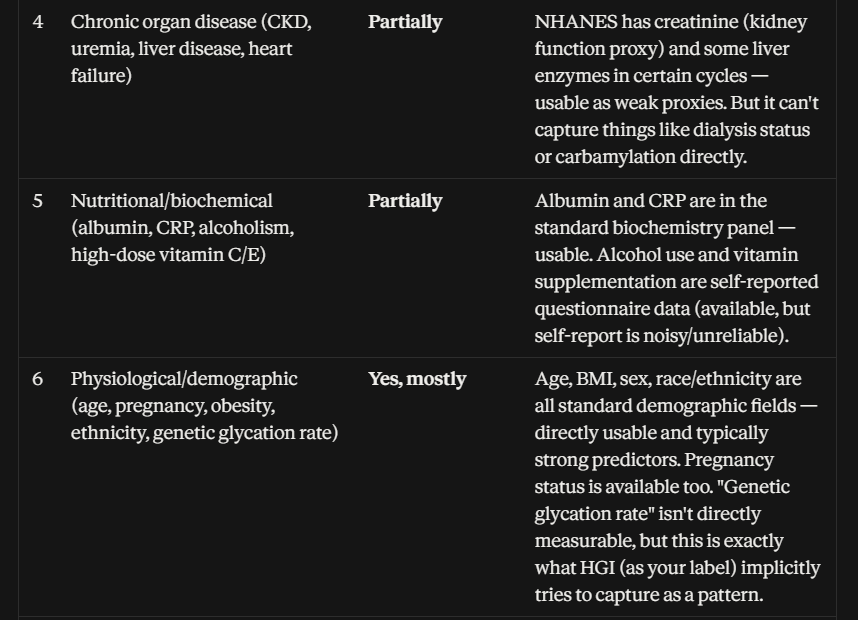 4 Chronic organ disease (CKD, Partially NHANES has creatinine (kidney
uremia, liver disease, heart function proxy) and some liver
failure) enzymes in certain cycles —
usable as weak proxies. But it can't
capture things like dialysis status
or carbamylation directly.
5 Nutritional/biochemical Partially Albumin and CRP are in the
(albumin, CRP, alcoholism, standard biochemistry panel —
high-dose vitamin C/E) usable. Alcohol use and vitamin
supplementation are self-reported
questionnaire data (available, but
self-report is noisy/unreliable).
6 Physiological/demographic Yes, mostly Age, BMI, sex, race/ethnicity are
(age, pregnancy, obesity, all standard demographic fields —
ethnicity, genetic glycation rate) directly usable and typically
strong predictors. Pregnancy
status is available too. "Genetic
glycation rate" isn't directly
measurable, but this is exactly
what HGI (as your label) implicitly
tries to capture as a pattern.